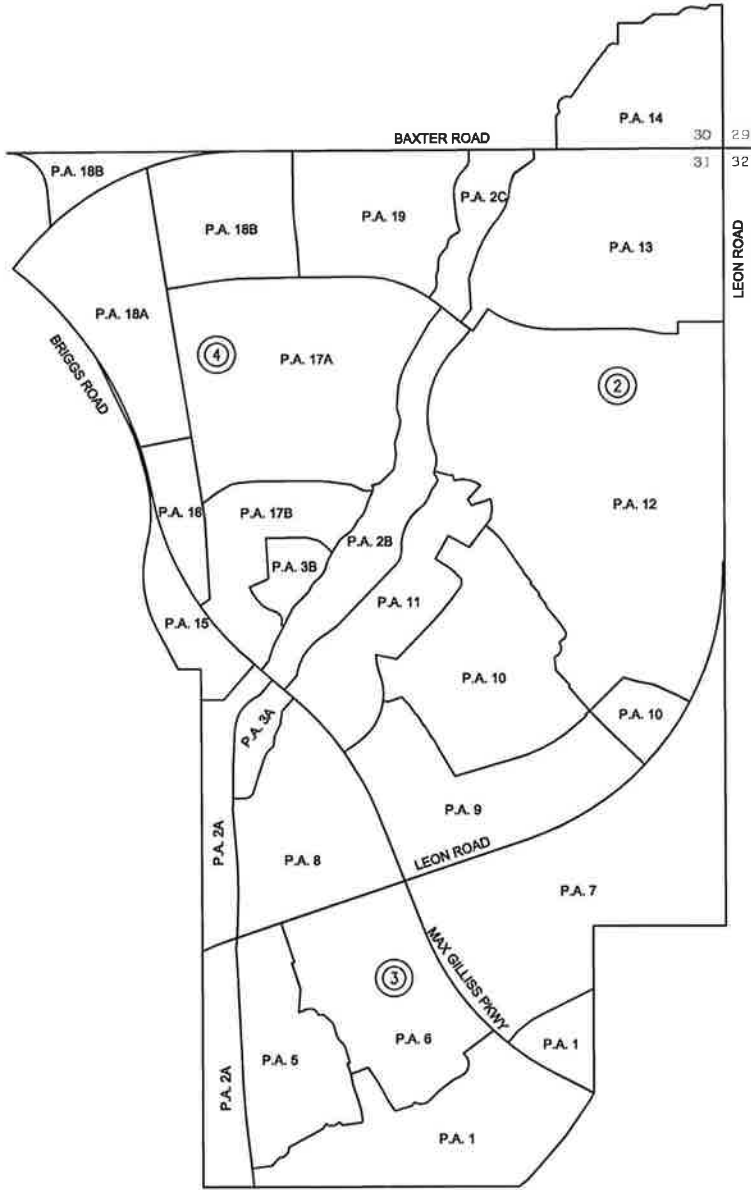 P.A. 14
30 29
BAXTER ROAD
31 32
P.A. 18B
P.A. 2C
P.A. 19
P.A. 18B
P.A. 13
LEON ROAD
P.A. 18A
BRIGGS ROAD
4
P.A. 17A
2
P.A. 12
P.A. 16
P.A. 17B
P.A. 2B
P.A. 3B
P.A. 11
P.A. 15
P.A. 10
P.A. 10
P.A. 3A
P.A. 9
P.A. 2A
P.A. 8
LEON ROAD
P.A. 7
MAX GILLISS PKWY
3
P.A. 6
P.A. 1
P.A. 5
P.A. 2A
P.A. 1